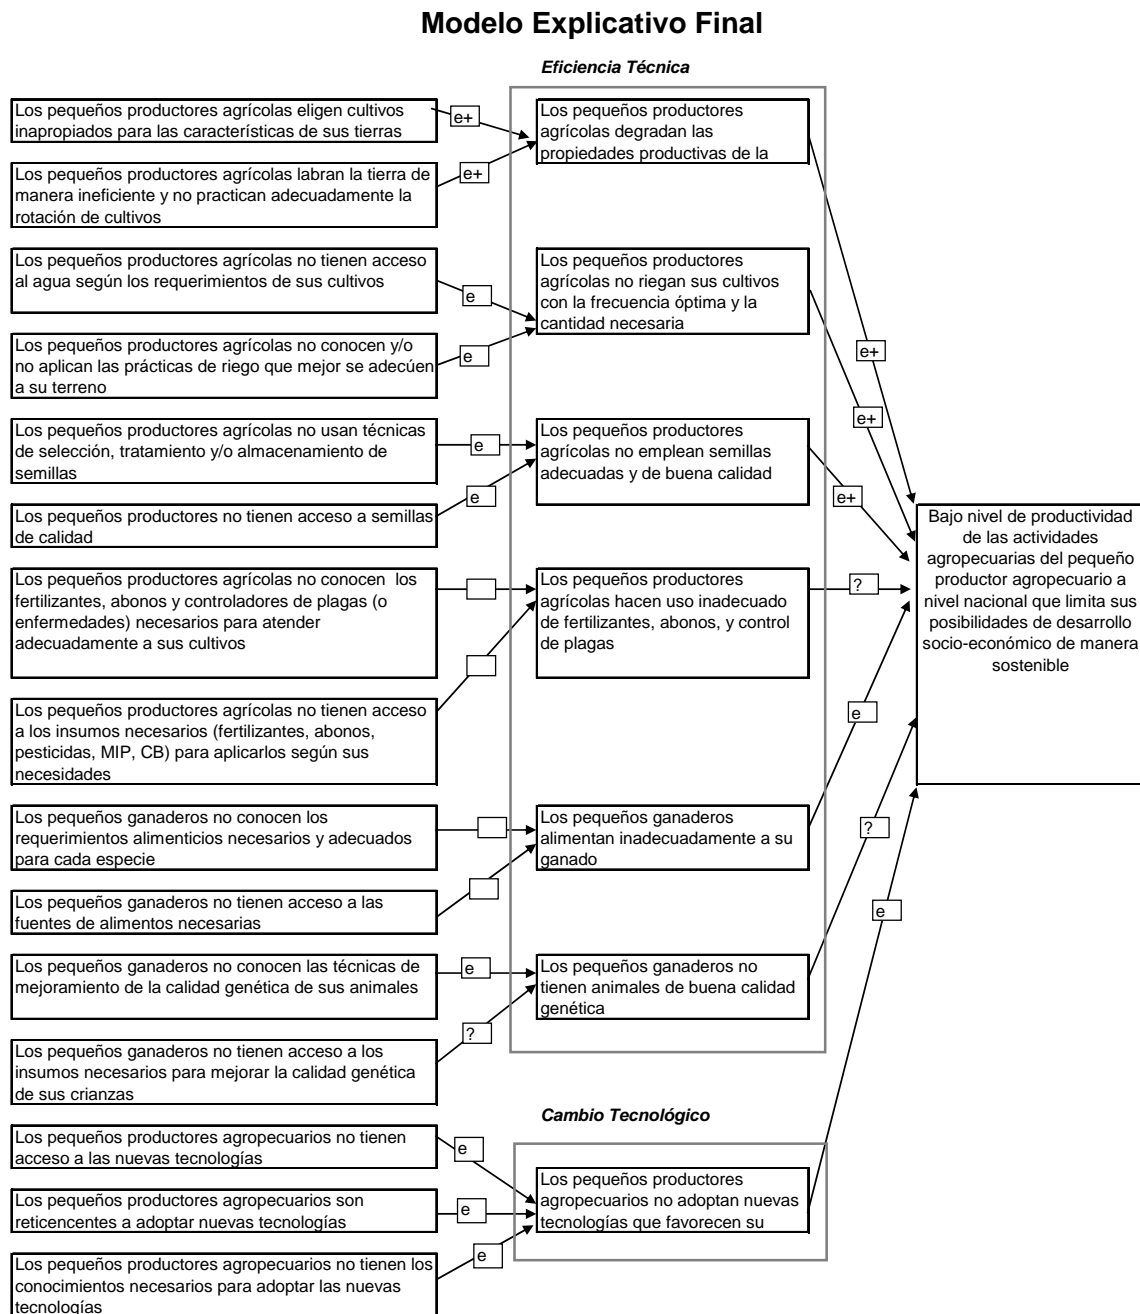 Modelo Explicativo Final
Eficiencia Técnica
Los pequeños productores agrícolas eligen cultivos
inapropiados para las características de sus tierras
e+
Los pequeños productores
agrícolas degradan las
propiedades productivas de la
Los pequeños productores agrícolas labran la tierra de
manera ineficiente y no practican adecuadamente la
rotación de cultivos
e+
Los pequeños productores agrícolas no tienen acceso
al agua según los requerimientos de sus cultivos
e
Los pequeños productores
agrícolas no riegan sus cultivos
con la frecuencia óptima y la
cantidad necesaria
Los pequeños productores agrícolas no conocen y/o
no aplican las prácticas de riego que mejor se adecúen
a su terreno
e
e+
e+
Los pequeños productores agrícolas no usan técnicas
de selección, tratamiento y/o almacenamiento de
semillas
e
Los pequeños productores
agrícolas no emplean semillas
adecuadas y de buena calidad
e+
Los pequeños productores no tienen acceso a semillas
de calidad
e
Bajo nivel de productividad
de las actividades
agropecuarias del pequeño
productor agropecuario a
nivel nacional que limita sus
posibilidades de desarrollo
socio-económico de manera
sostenible
Los pequeños productores agrícolas no conocen los
fertilizantes, abonos y controladores de plagas (o
enfermedades) necesarios para atender
adecuadamente a sus cultivos
Los pequeños productores
agrícolas hacen uso inadecuado
de fertilizantes, abonos, y control
de plagas
?
Los pequeños productores agrícolas no tienen acceso
a los insumos necesarios (fertilizantes, abonos,
pesticidas, MIP, CB) para aplicarlos según sus
necesidades
e
Los pequeños ganaderos no conocen los
requerimientos alimenticios necesarios y adecuados
para cada especie
Los pequeños ganaderos
alimentan inadecuadamente a su
ganado
?
Los pequeños ganaderos no tienen acceso a las
fuentes de alimentos necesarias
e
Los pequeños ganaderos no conocen las técnicas de
mejoramiento de la calidad genética de sus animales
e
Los pequeños ganaderos no
tienen animales de buena calidad
genética
Los pequeños ganaderos no tienen acceso a los
insumos necesarios para mejorar la calidad genética
de sus crianzas
?
Cambio Tecnológico
Los pequeños productores agropecuarios no tienen
acceso a las nuevas tecnologías
e
Los pequeños productores
agropecuarios no adoptan nuevas
tecnologías que favorecen su
Los pequeños productores agropecuarios son
reticencentes a adoptar nuevas tecnologías
e
Los pequeños productores agropecuarios no tienen los
conocimientos necesarios para adoptar las nuevas
tecnologías
e